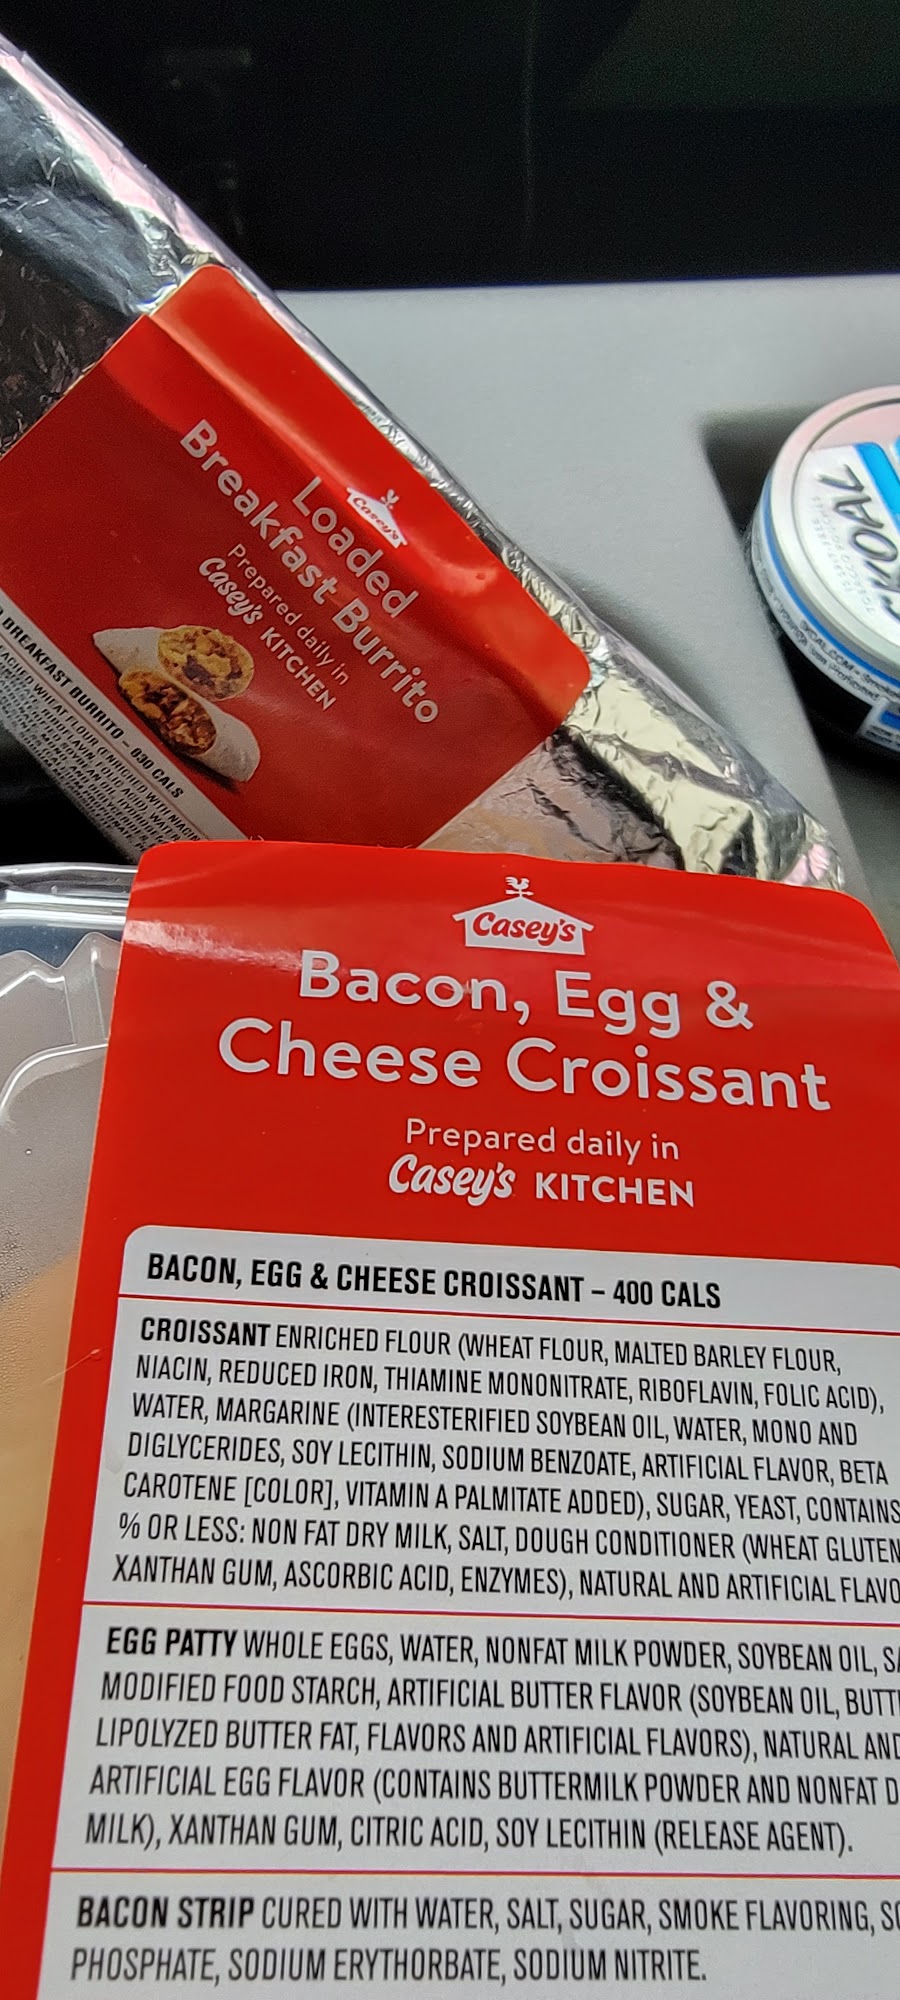 Casey's
Loaded
Breakfast Burrito
Prepared daily in
Casey's KITCHEN
BREAKFAST BURRITO – 830 CALS
KOAL
Casey's
Bacon, Egg &
Cheese Croissant
Prepared daily in
Casey's KITCHEN
BACON, EGG & CHEESE CROISSANT – 400 CALS
CROISSANT ENRICHED FLOUR (WHEAT FLOUR, MALTED BARLEY FLOUR,
NIACIN, REDUCED IRON, THIAMINE MONONITRATE, RIBOFLAVIN, FOLIC ACID),
WATER, MARGARINE (INTERESTERIFIED SOYBEAN OIL, WATER, MONO AND
DIGLYCERIDES, SOY LECITHIN, SODIUM BENZOATE, ARTIFICIAL FLAVOR, BETA
CAROTENE [COLOR], VITAMIN A PALMITATE ADDED), SUGAR, YEAST, CONTAINS
% OR LESS: NON FAT DRY MILK, SALT, DOUGH CONDITIONER (WHEAT GLUTEN
XANTHAN GUM, ASCORBIC ACID, ENZYMES), NATURAL AND ARTIFICIAL FLAVO
EGG PATTY WHOLE EGGS, WATER, NONFAT MILK POWDER, SOYBEAN OIL, SA
MODIFIED FOOD STARCH, ARTIFICIAL BUTTER FLAVOR (SOYBEAN OIL, BUTT
LIPOLYZED BUTTER FAT, FLAVORS AND ARTIFICIAL FLAVORS), NATURAL AND
ARTIFICIAL EGG FLAVOR (CONTAINS BUTTERMILK POWDER AND NONFAT D
MILK), XANTHAN GUM, CITRIC ACID, SOY LECITHIN (RELEASE AGENT).
BACON STRIP CURED WITH WATER, SALT, SUGAR, SMOKE FLAVORING, SO
PHOSPHATE, SODIUM ERYTHORBATE, SODIUM NITRITE.